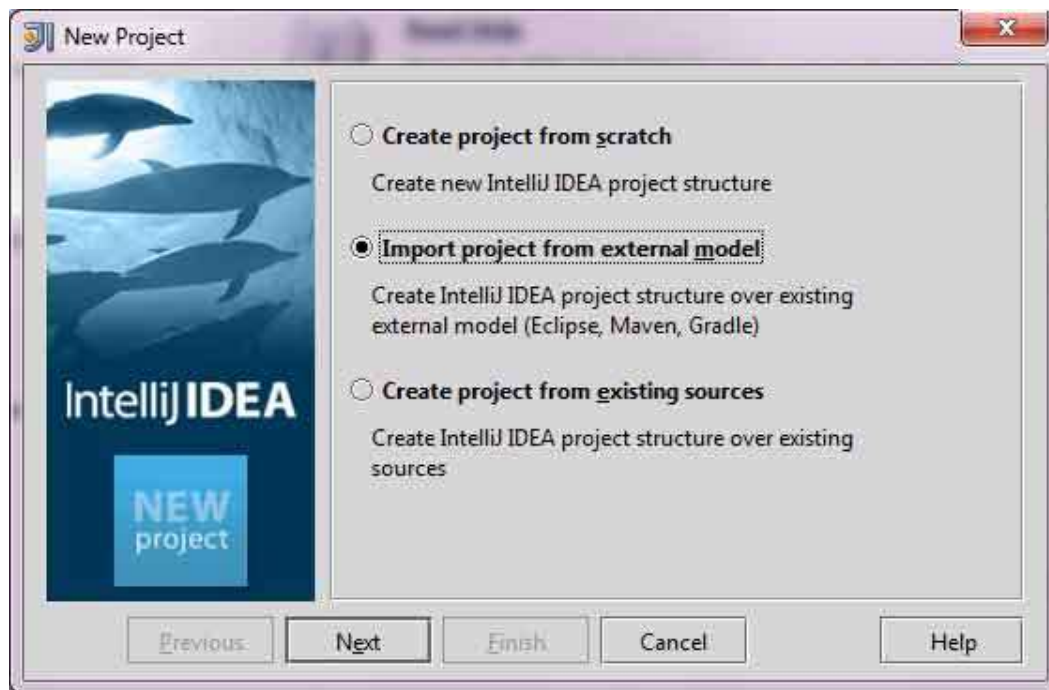 New Project
Create project from scratch
Create new IntelliJ IDEA project structure
Import project from external model
Create IntelliJ IDEA project structure over existing
external model (Eclipse, Maven, Gradle)
Create project from existing sources
Create IntelliJ IDEA project structure over existing
sources
IntelliJ IDEA
NEW
project
Previous Next Finish Cancel Help